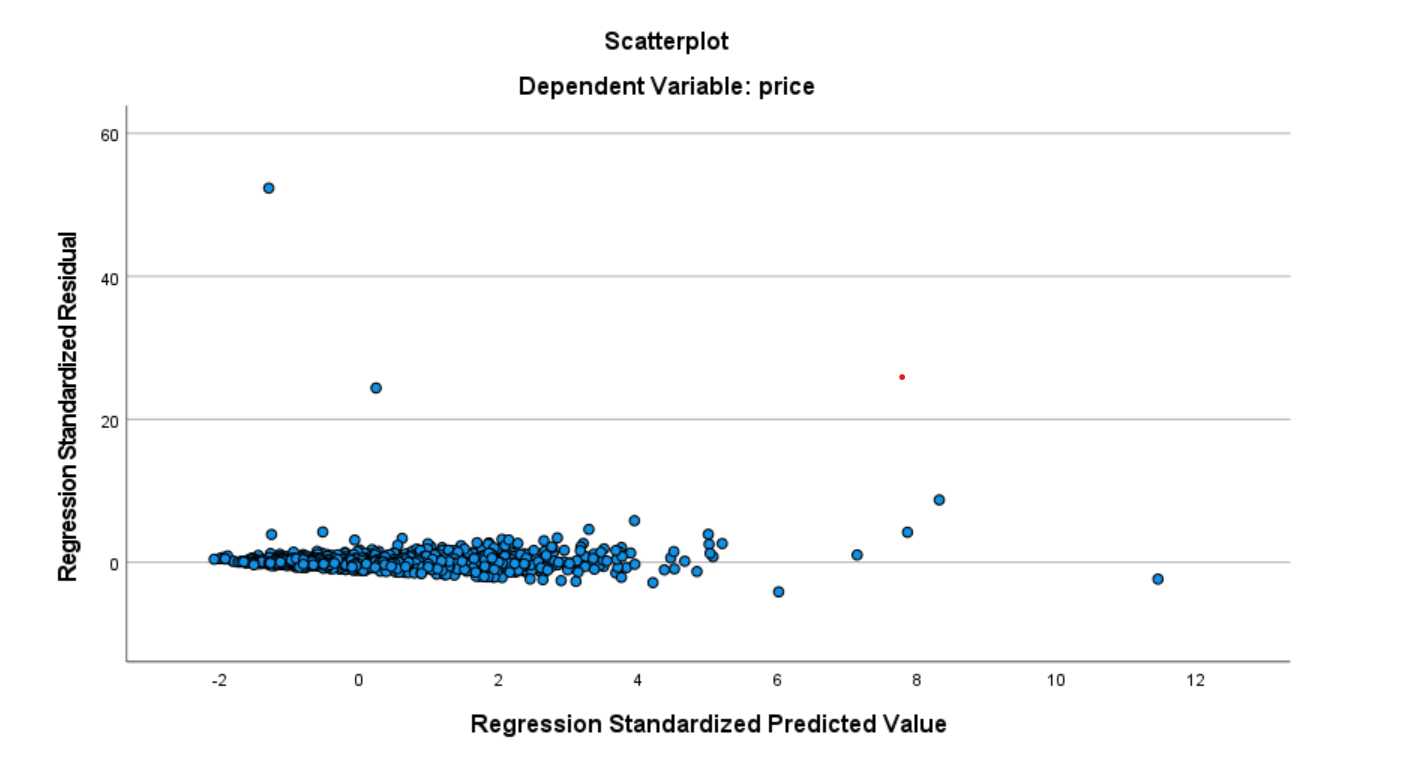 Scatterplot
Dependent Variable: price
Regression Standardized Residual
60
40
20
0
-2 0 2 4 6 8 10 12
Regression Standardized Predicted Value